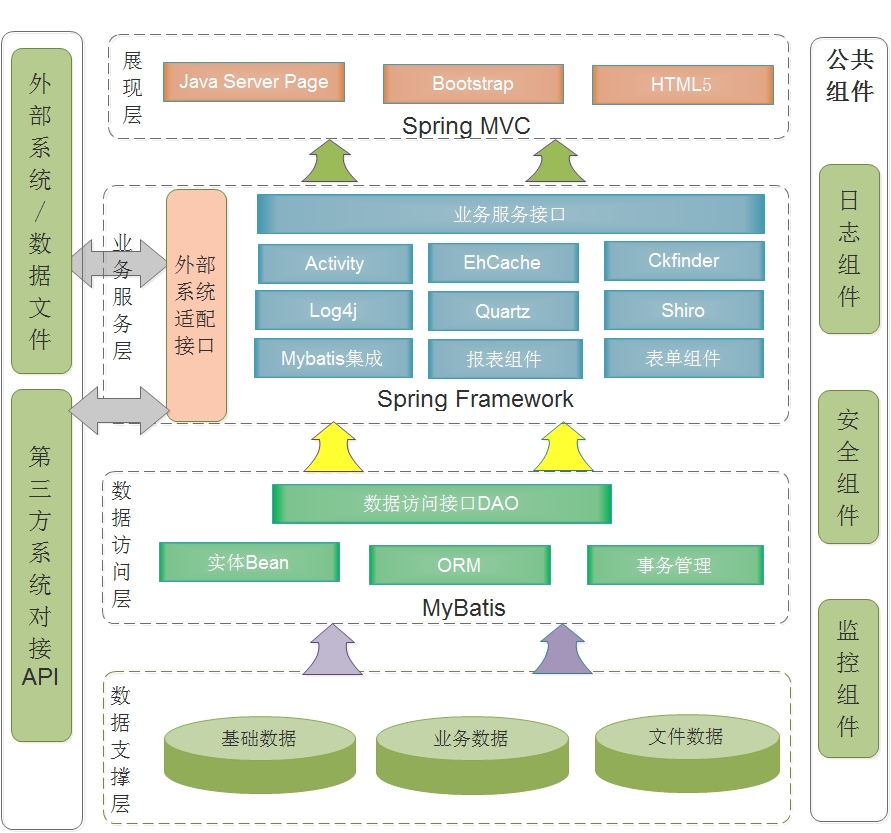 外部系统/数据文件
第三方系统对接API
展现层
Java Server Page
Bootstrap
HTML5
Spring MVC
业务服务层
外部
系统
适配
接口
业务服务接口
Activity
EhCache
Ckfinder
Log4j
Quartz
Shiro
Mybatis集成
报表组件
表单组件
Spring Framework
数据访问层
数据访问接口DAO
实体Bean
ORM
事务管理
MyBatis
数据支撑层
基础数据
业务数据
文件数据
公共
组件
日志组件
安全组件
监控组件